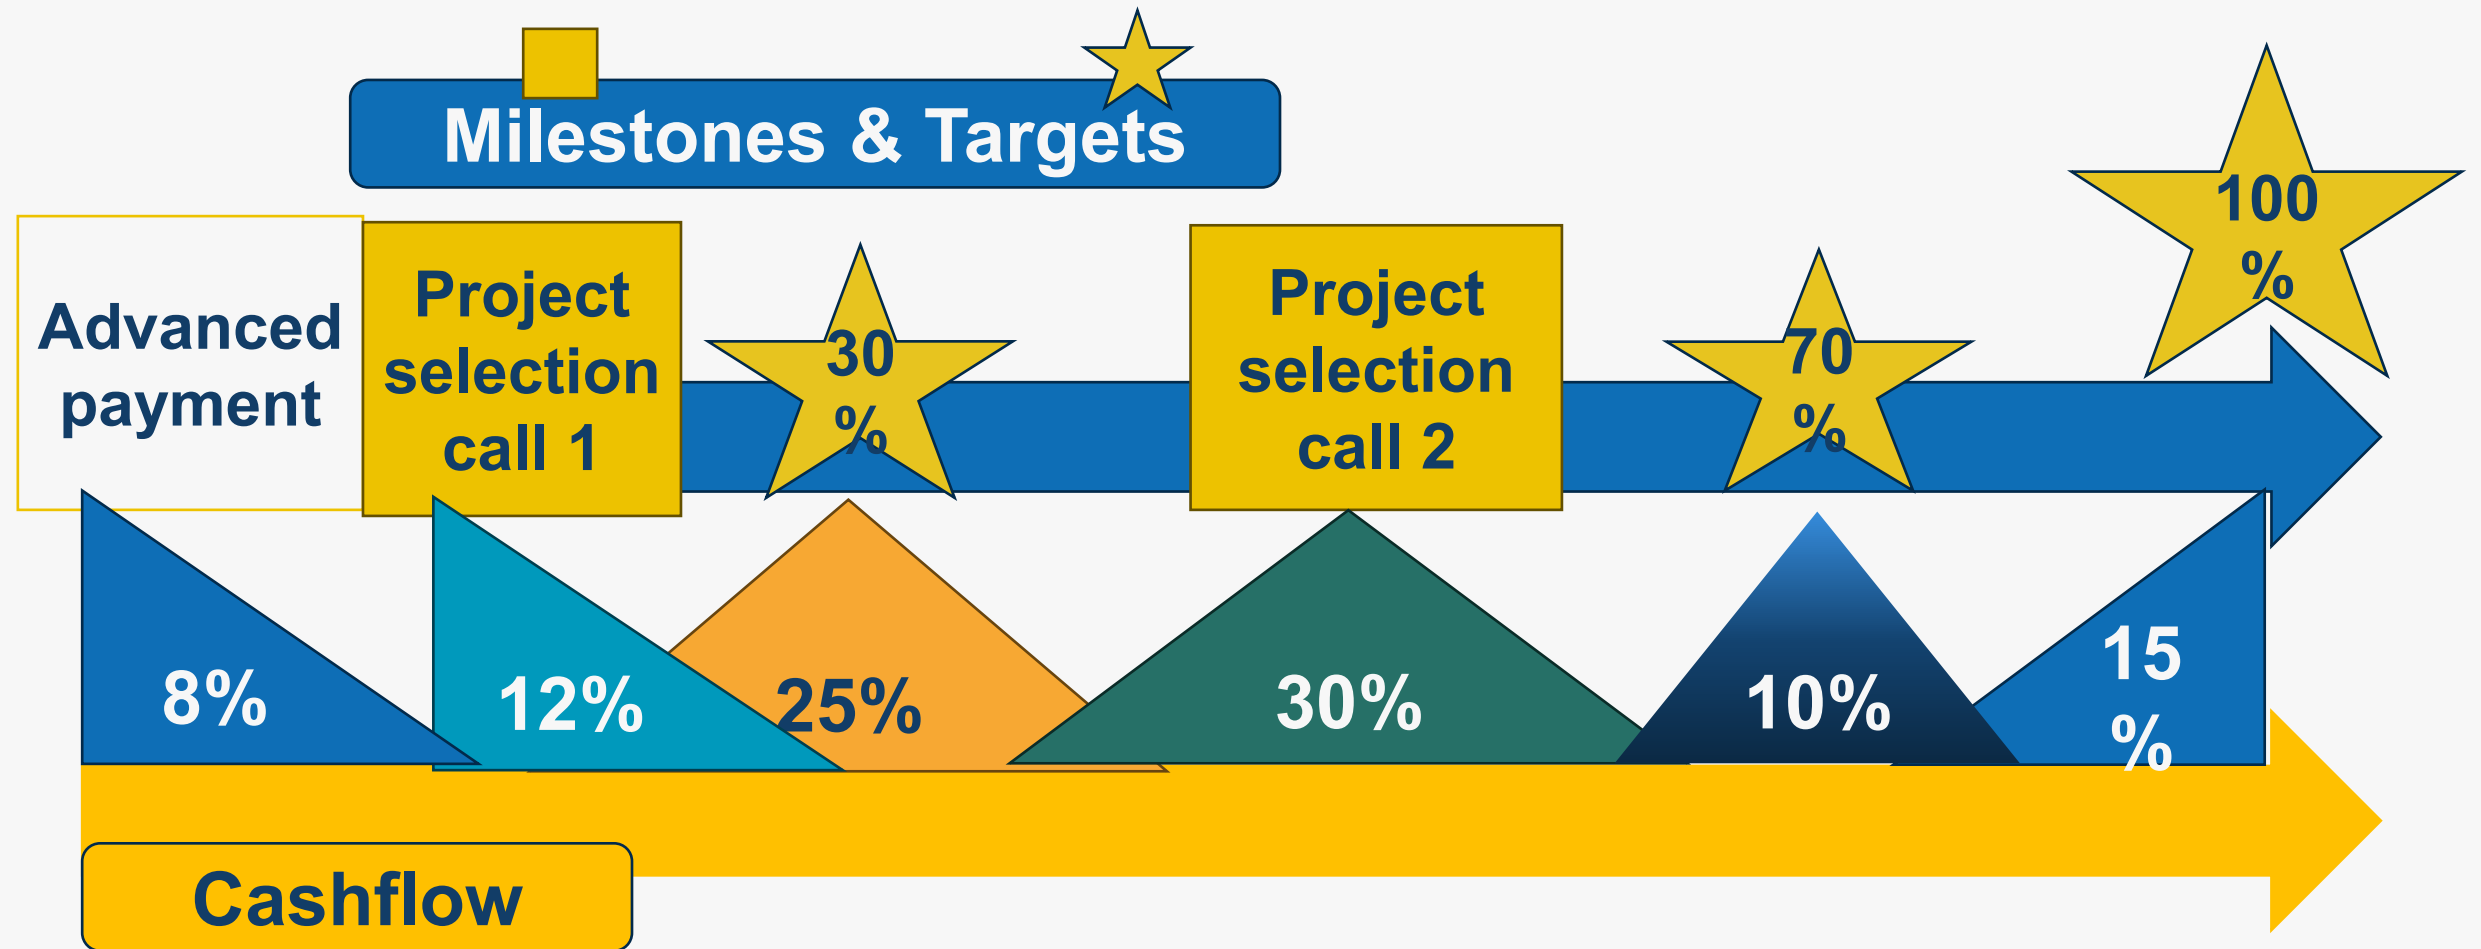 Milestones & Targets
Advanced
payment
Project
selection
call 1
30
%
Project
selection
call 2
70
%
100
%
8%
12%
25%
30%
10%
15
%
Cashflow